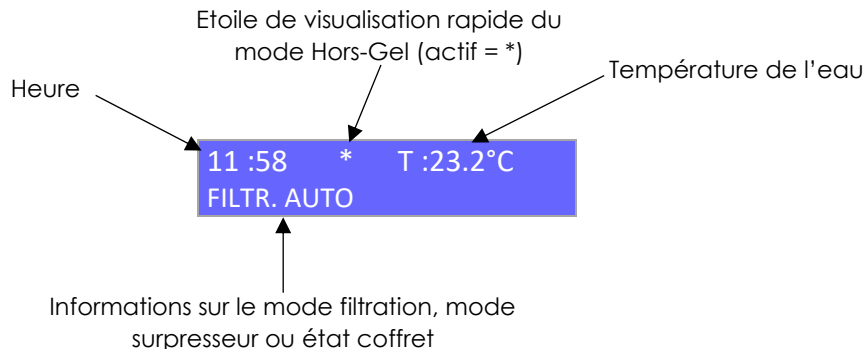 Etoile de visualisation rapide du
mode Hors-Gel (actif = *)
Température de l'eau
Heure
11 :58 * T :23.2°C
FILTR. AUTO
Informations sur le mode filtration, mode
surpresseur ou état coffret